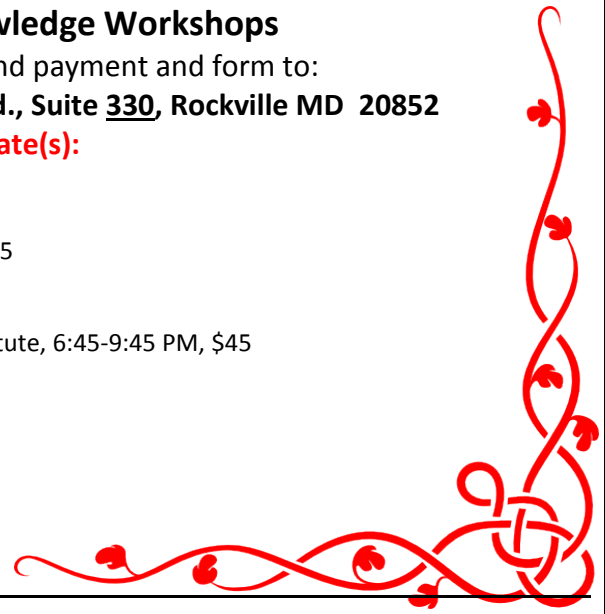 wledge Workshops
nd payment and form to:
d., Suite 330, Rockville MD  20852
ate(s):
5
tute, 6:45-9:45 PM, $45